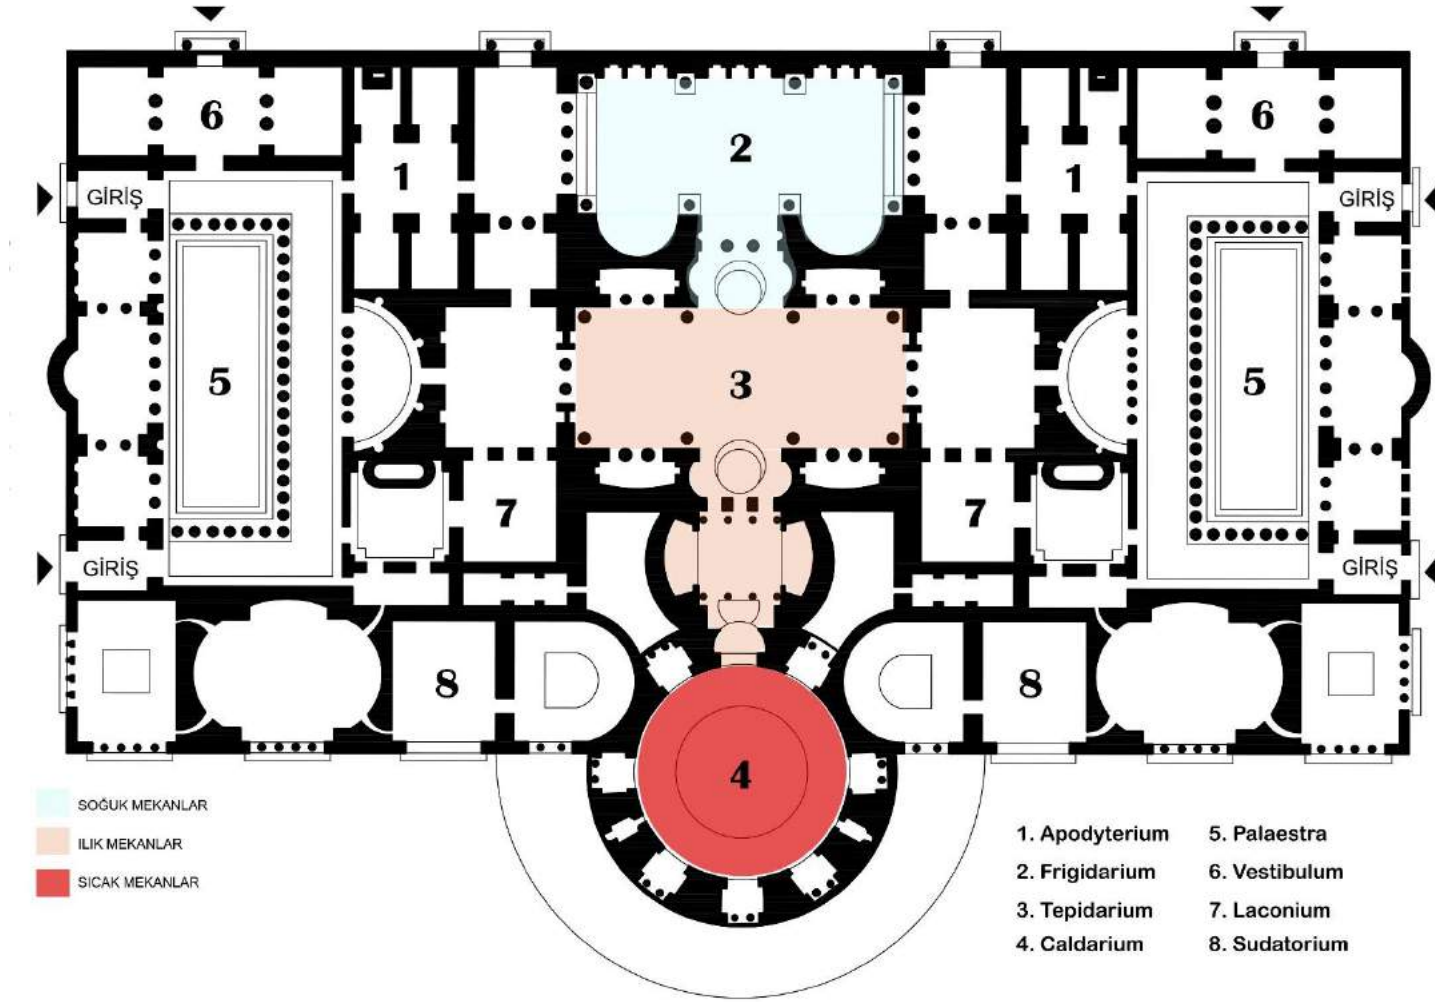 6
6
2
1
1
GİRİŞ
GİRİŞ
5
3
5
7
7
GİRİŞ
GİRİŞ
8
8
4
SOĞUK MEKANLAR
ILIK MEKANLAR
SICAK MEKANLAR
1. Apodyterium
2. Frigidarium
3. Tepidarium
4. Caldarium
5. Palaestra
6. Vestibulum
7. Laconium
8. Sudatorium